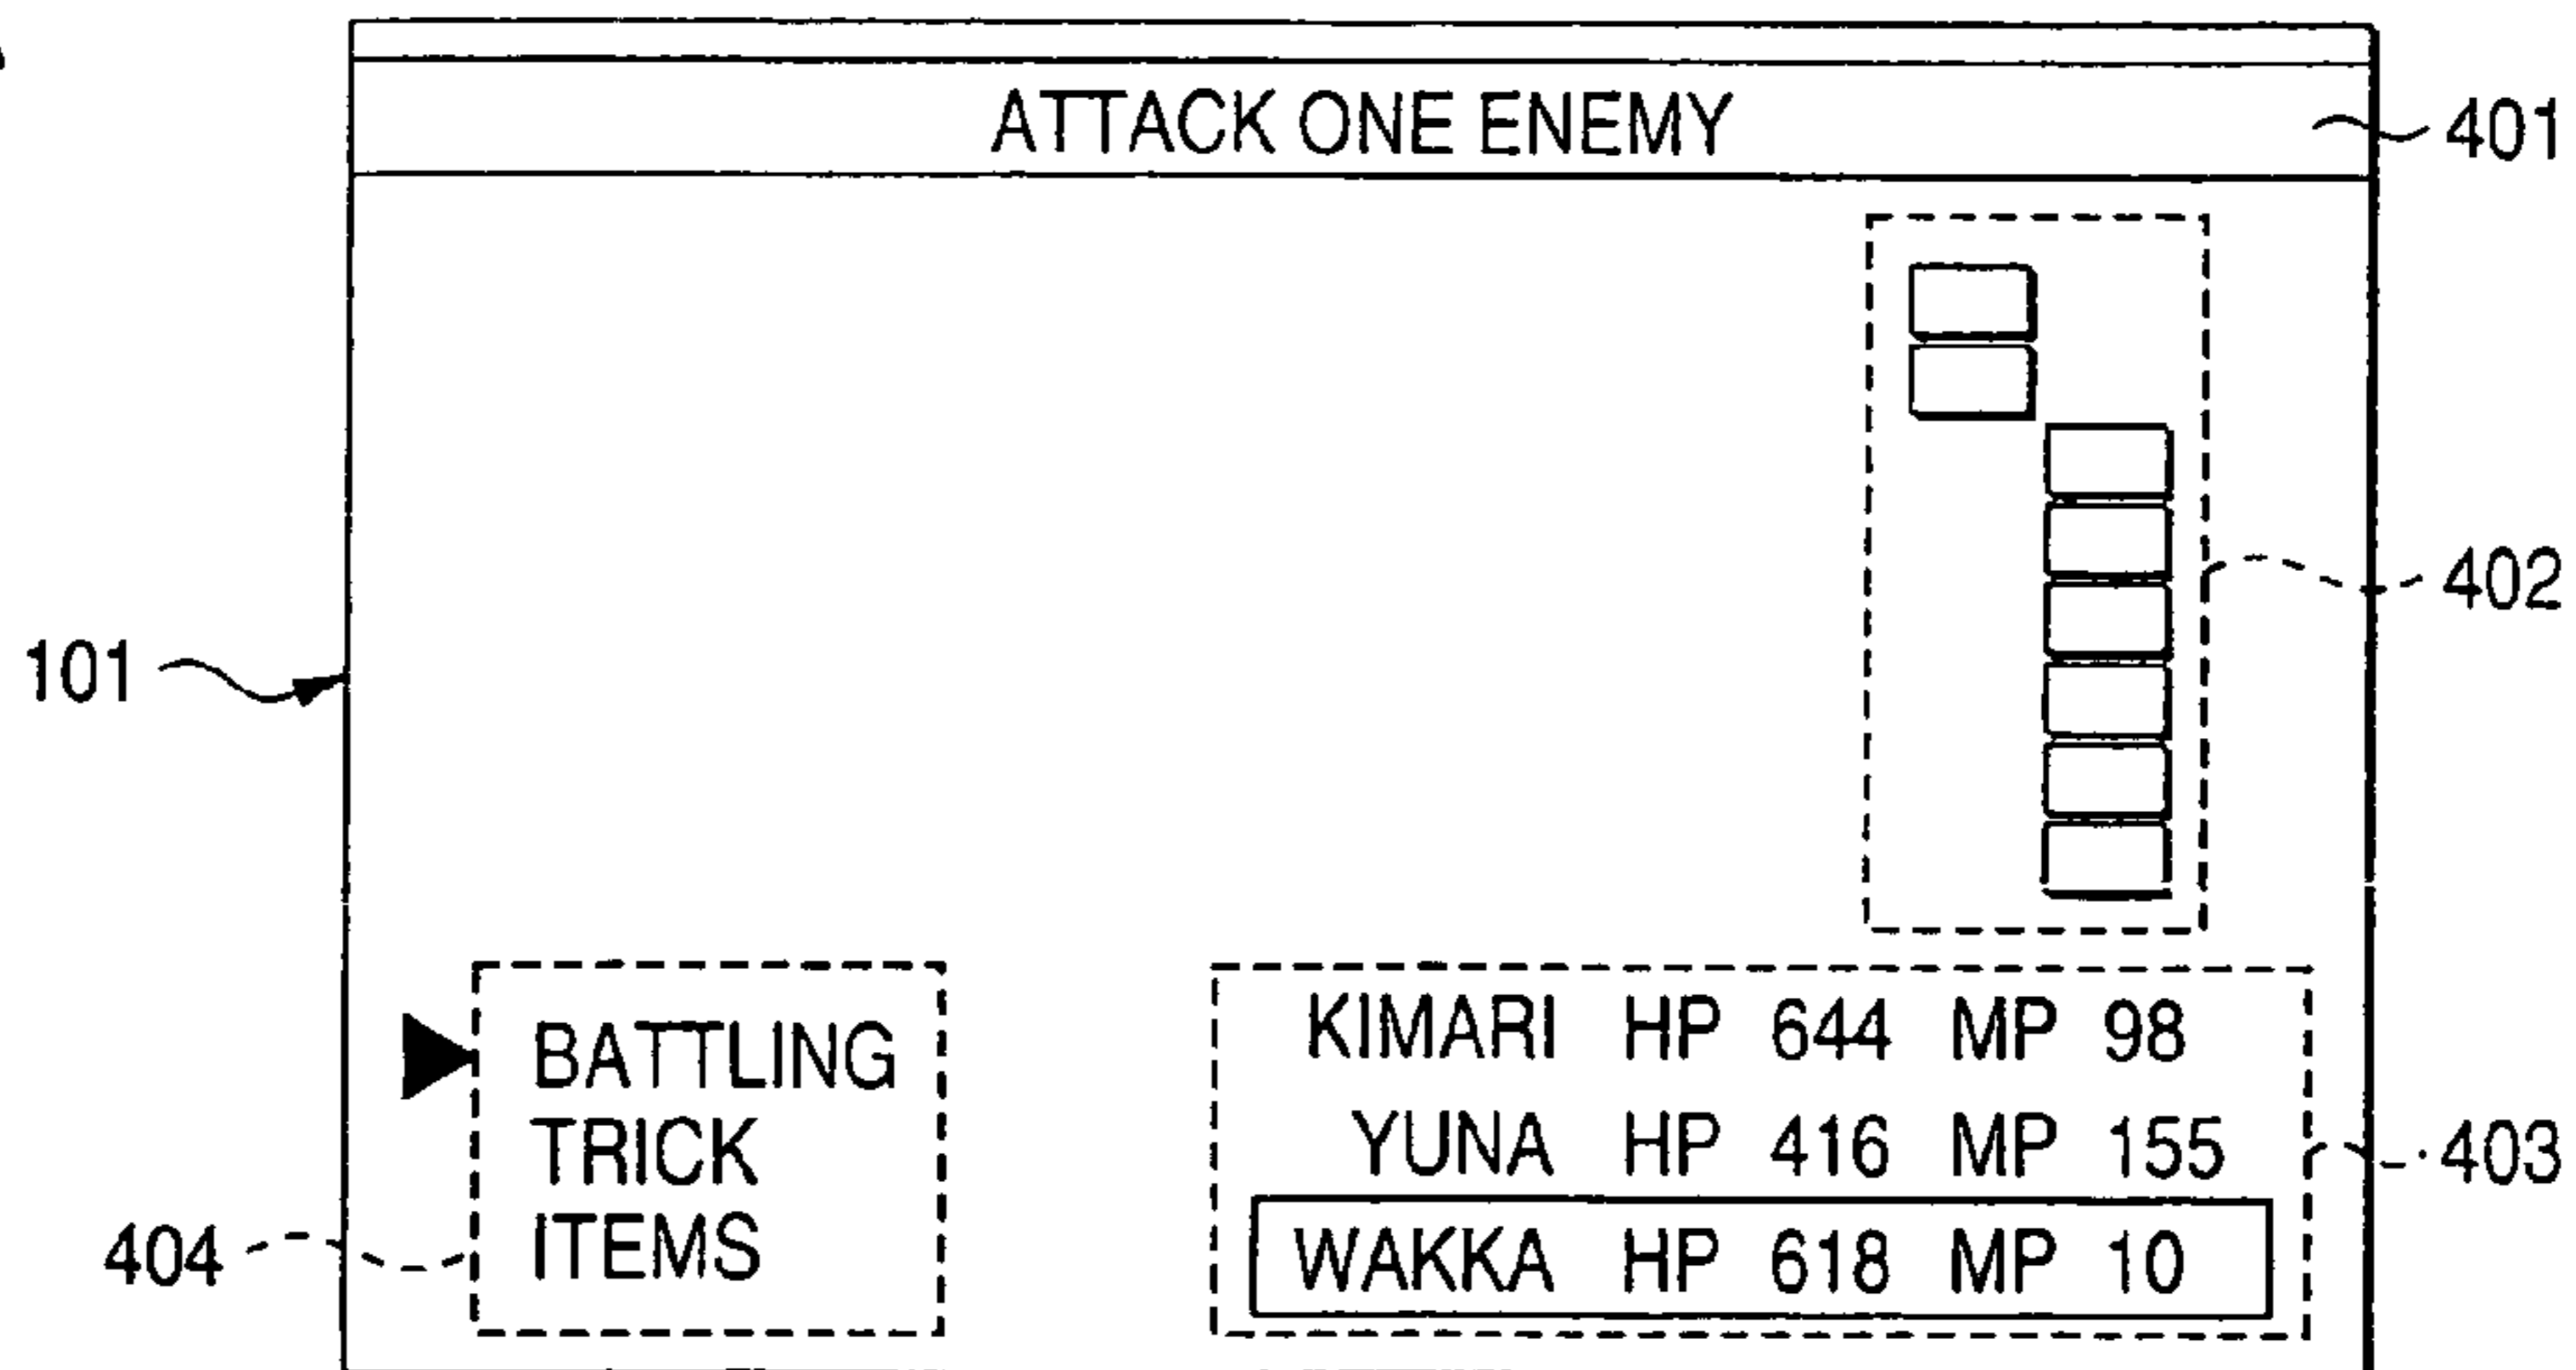 ATTACK ONE ENEMY
401
402
101
BATTLING
TRICK
ITEMS
404
KIMARI HP 644 MP 98
YUNA HP 416 MP 155
WAKKA HP 618 MP 10
403